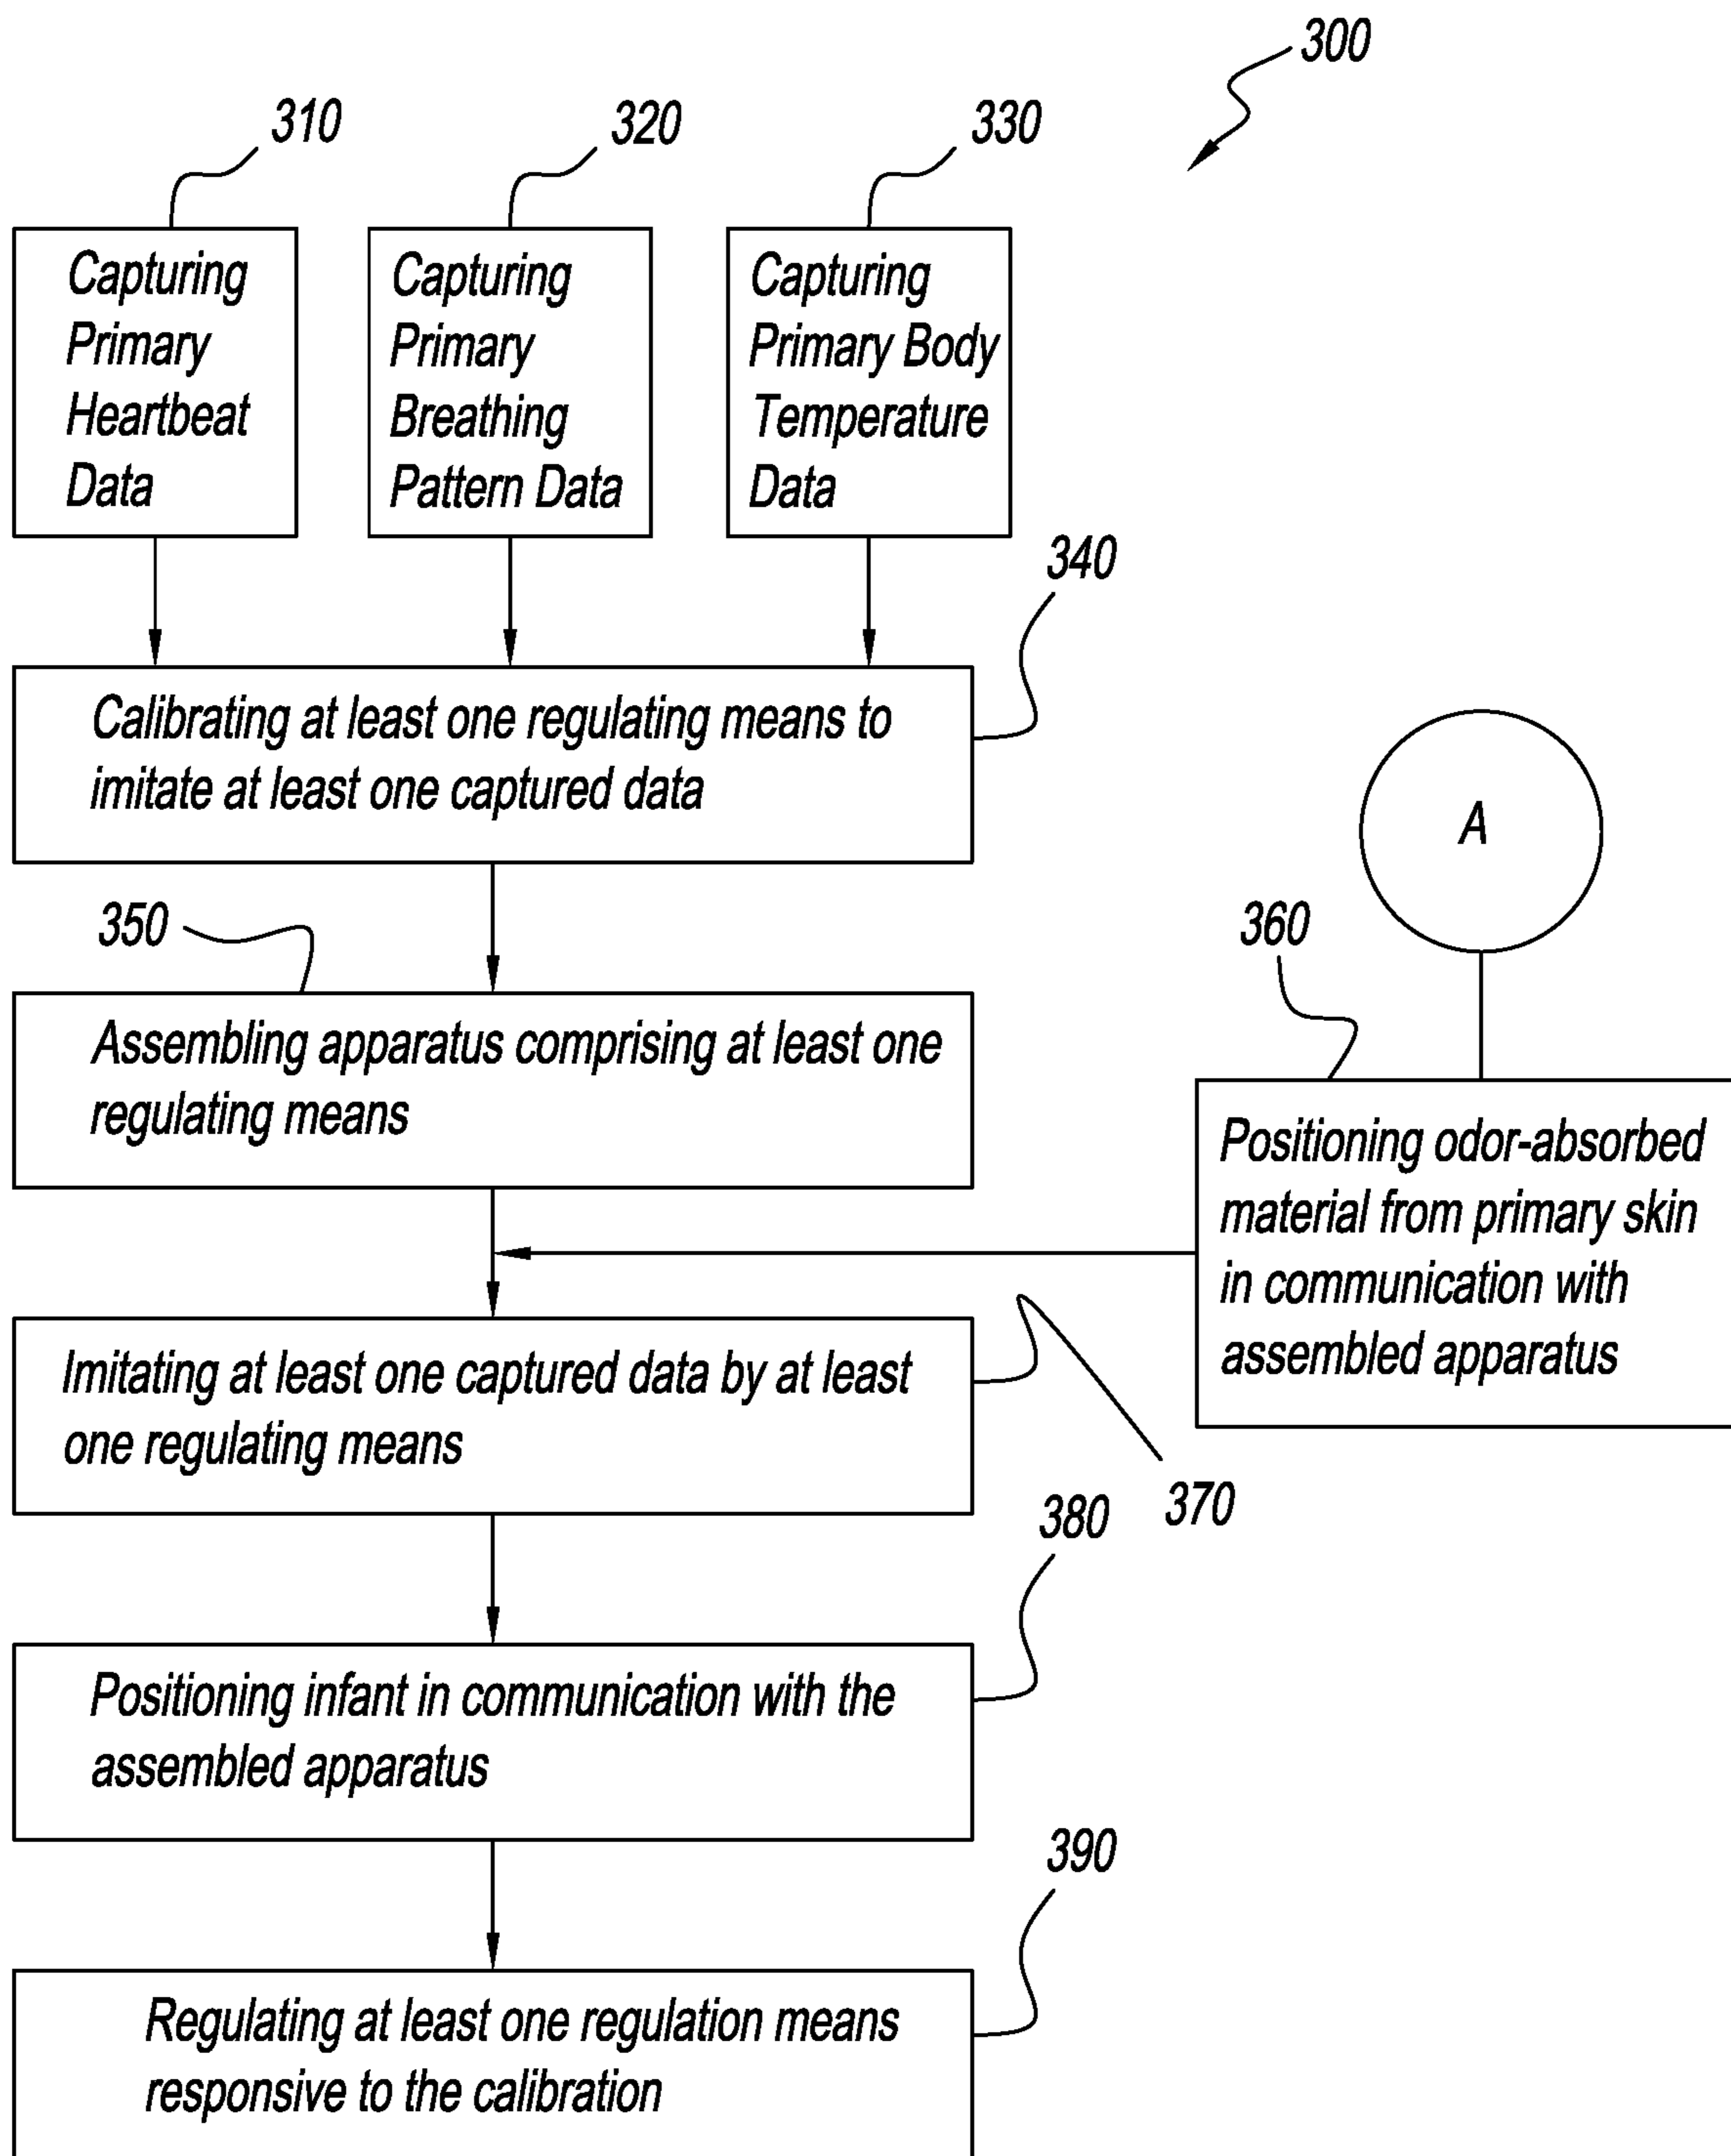 300
310
320
330
Capturing
Primary
Heartbeat
Data
Capturing
Primary
Breathing
Pattern Data
Capturing
Primary Body
Temperature
Data
340
Calibrating at least one regulating means to
imitate at least one captured data
A
350
360
Assembling apparatus comprising at least one
regulating means
Positioning odor-absorbed
material from primary skin
in communication with
assembled apparatus
Imitating at least one captured data by at least
one regulating means
370
380
Positioning infant in communication with the
assembled apparatus
390
Regulating at least one regulation means
responsive to the calibration